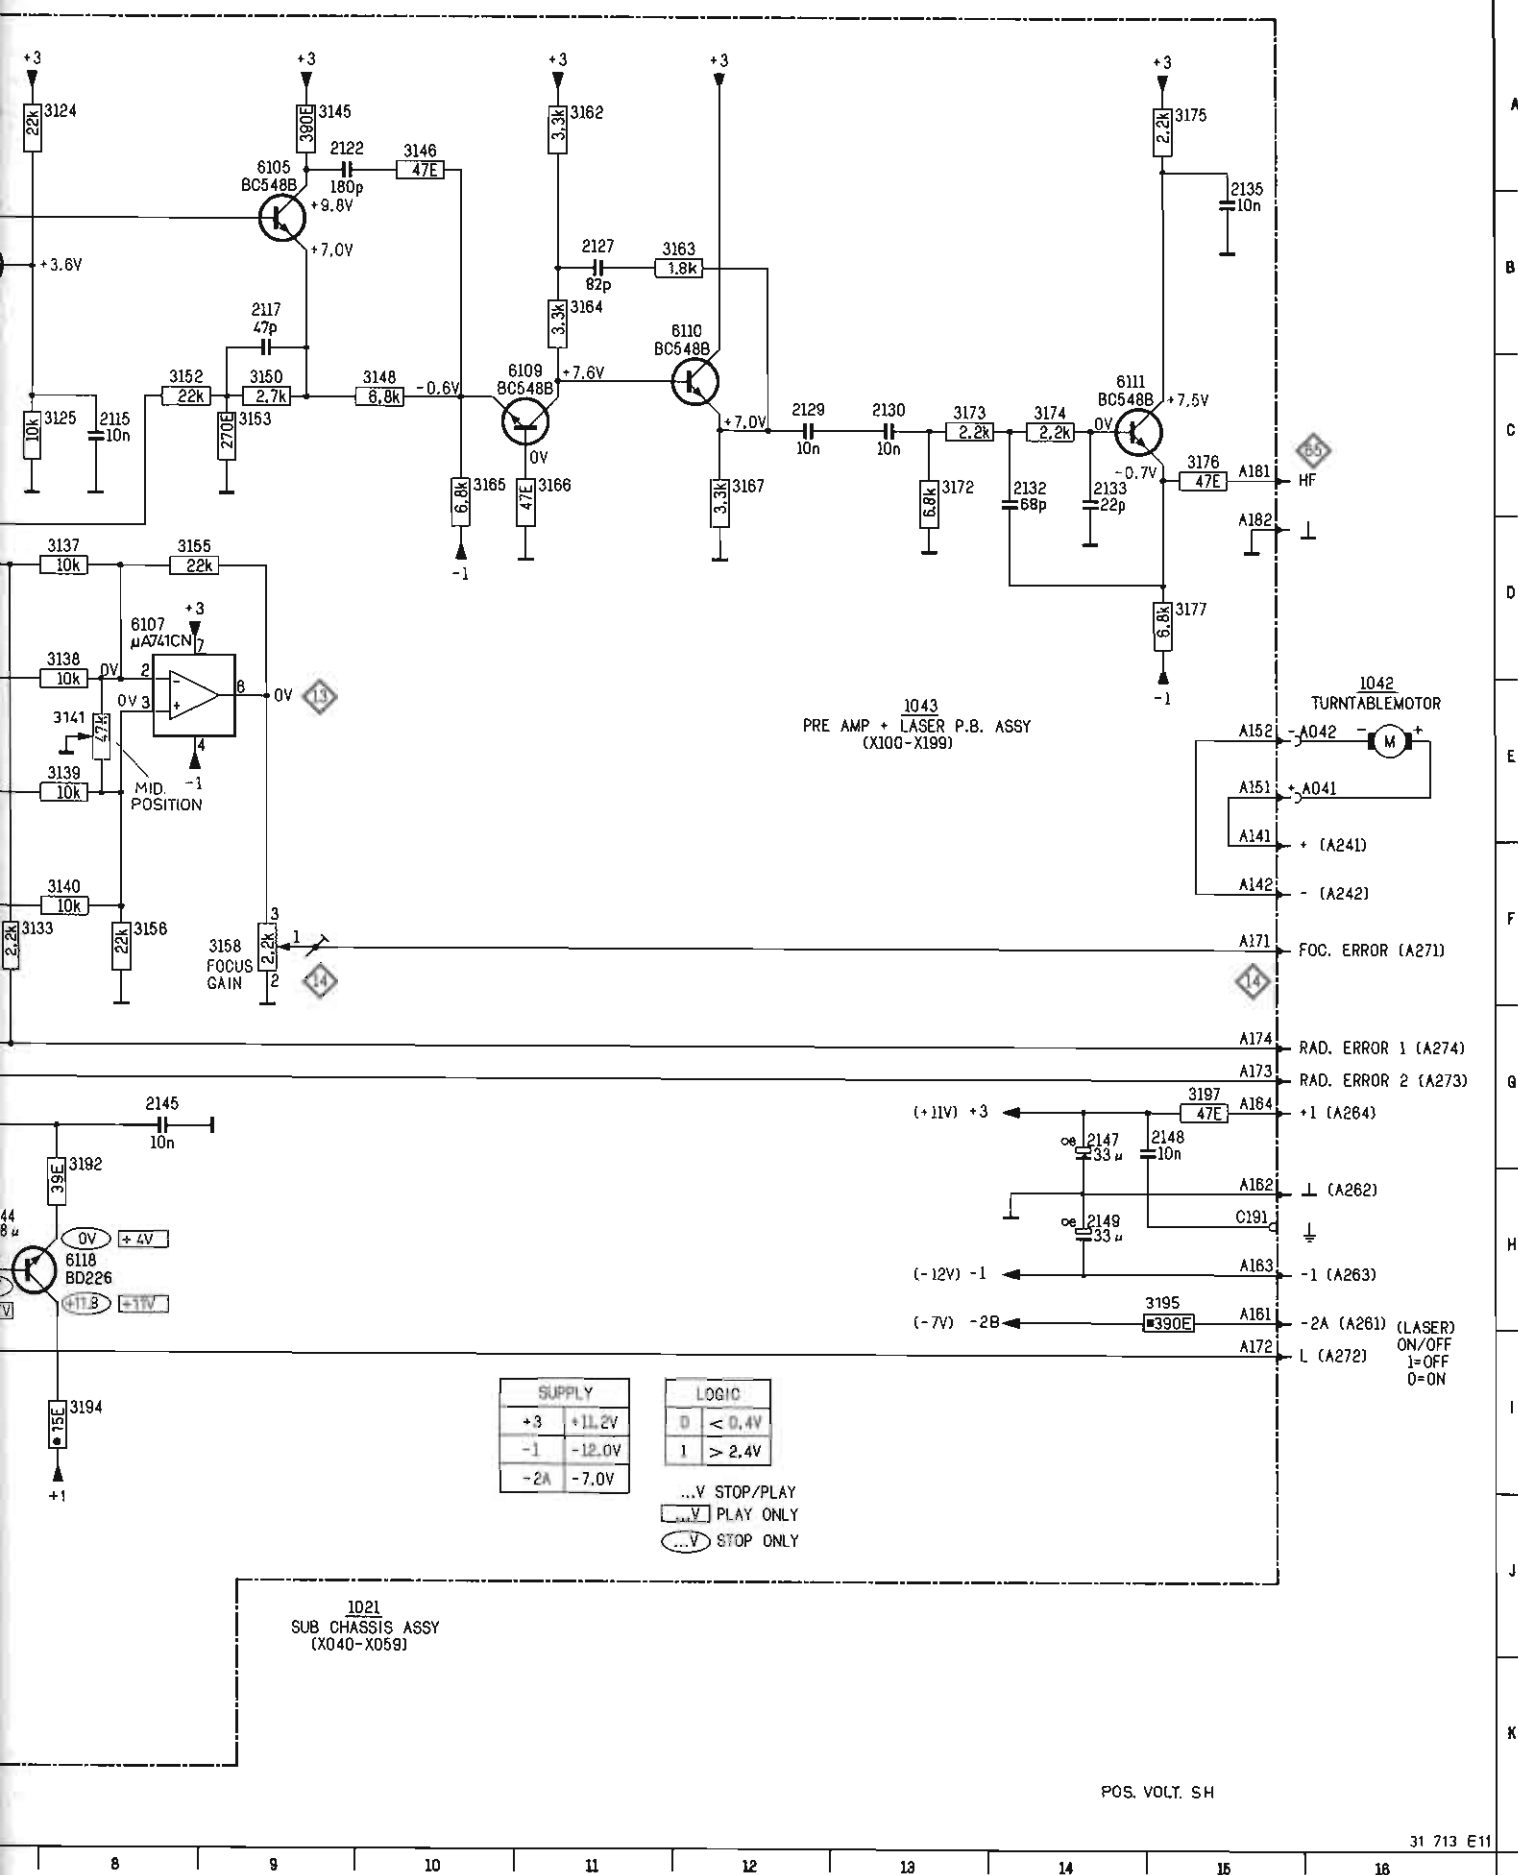 +3
+3
+3
+3
+3
A
3124
22k
3145
390E
3162
3.3k
3175
2.2k
2122
180p
3146
47E
6105
BC548B
+9.8V
+7.0V
2135
10n
+3.6V
B
2127
82p
3163
1.8k
2117
47p
3164
3.3k
6110
BC548B
3152
22k
3150
2.7k
3148
6.8k
-0.6V
6109
BC548B
+7.6V
6111
BC548B
+7.5V
3125
10k
2115
10n
3153
270E
+7.0V
2129
10n
2130
10n
3173
2.2k
3174
2.2k
0V
C
0V
-0.7V
3176
47E
A181
HF
65
3165
6.8k
3166
47E
3167
3.3k
3172
6.8k
2132
68p
2133
22p
A182
3137
10k
3155
22k
-1
D
+3
6107
µA741CN
7
3177
6.8k
3138
10k
0V
2
0V
3
6
0V
13
-1
3141
47k
4
-1
1043
PRE AMP + LASER P.B. ASSY
(X100-X199)
1042
TURNTABLEMOTOR
A152
- A042
-
M
+
E
3139
10k
MID.
POSITION
A151
+ A041
A141
+ (A241)
3140
10k
A142
- (A242)
3133
2.2k
3156
22k
F
3158
FOCUS
GAIN
3
2.2k
1
2
14
A171
FOC. ERROR (A271)
14
A174
RAD. ERROR 1 (A274)
A173
RAD. ERROR 2 (A273)
G
2145
10n
(+11V) +3
3197
47E
A164
+1 (A264)
2147
33µ
2148
10n
3192
39E
A162
(A262)
44
8µ
0V
+4V
2149
33µ
C191
H
6118
BD226
(-12V) -1
A163
-1 (A263)
V
+11.8
+11V
(-7V) -2B
3195
390E
A161
-2A (A261)
(LASER)
ON/OFF
1=OFF
0=ON
A172
L (A272)
3194
15E
+1
SUPPLY
+3 +11.2V
-1 -12.0V
-2A -7.0V
LOGIC
0 < 0.4V
1 > 2.4V
I
...V STOP/PLAY
...V PLAY ONLY
...V STOP ONLY
J
1021
SUB CHASSIS ASSY
(X040-X059)
K
POS. VOLT. SH
31 713 E11
8 9 10 11 12 13 14 15 16